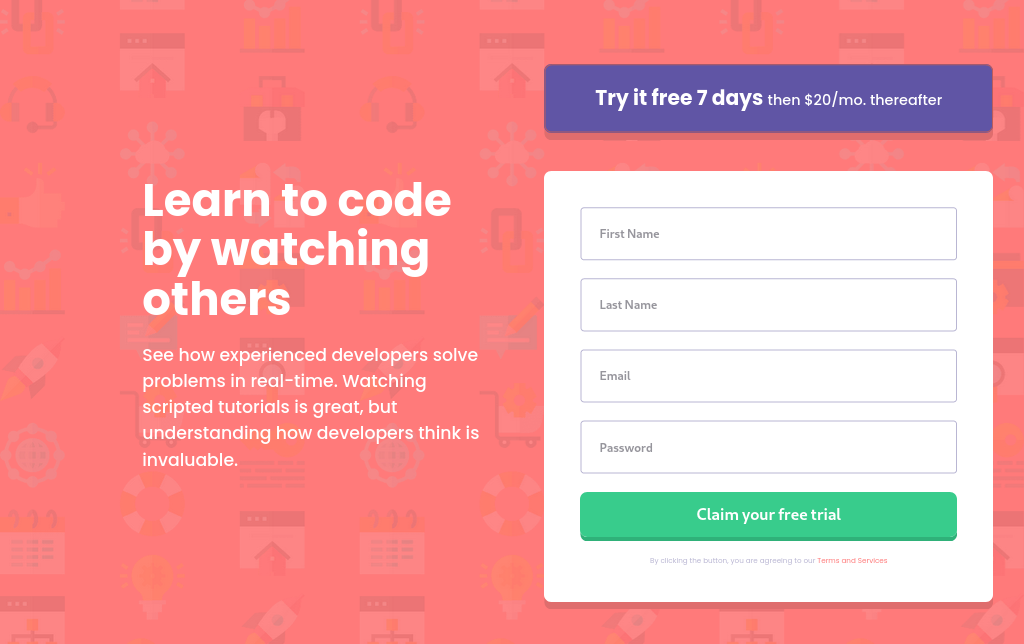 Learn to code
by watching
others
See how experienced developers solve
problems in real-time. Watching
scripted tutorials is great, but
understanding how developers think is
invaluable.
Try it free 7 days then $20/mo. thereafter
First Name
Last Name
Email
Password
Claim your free trial
By clicking the button, you are agreeing to our Terms and Services